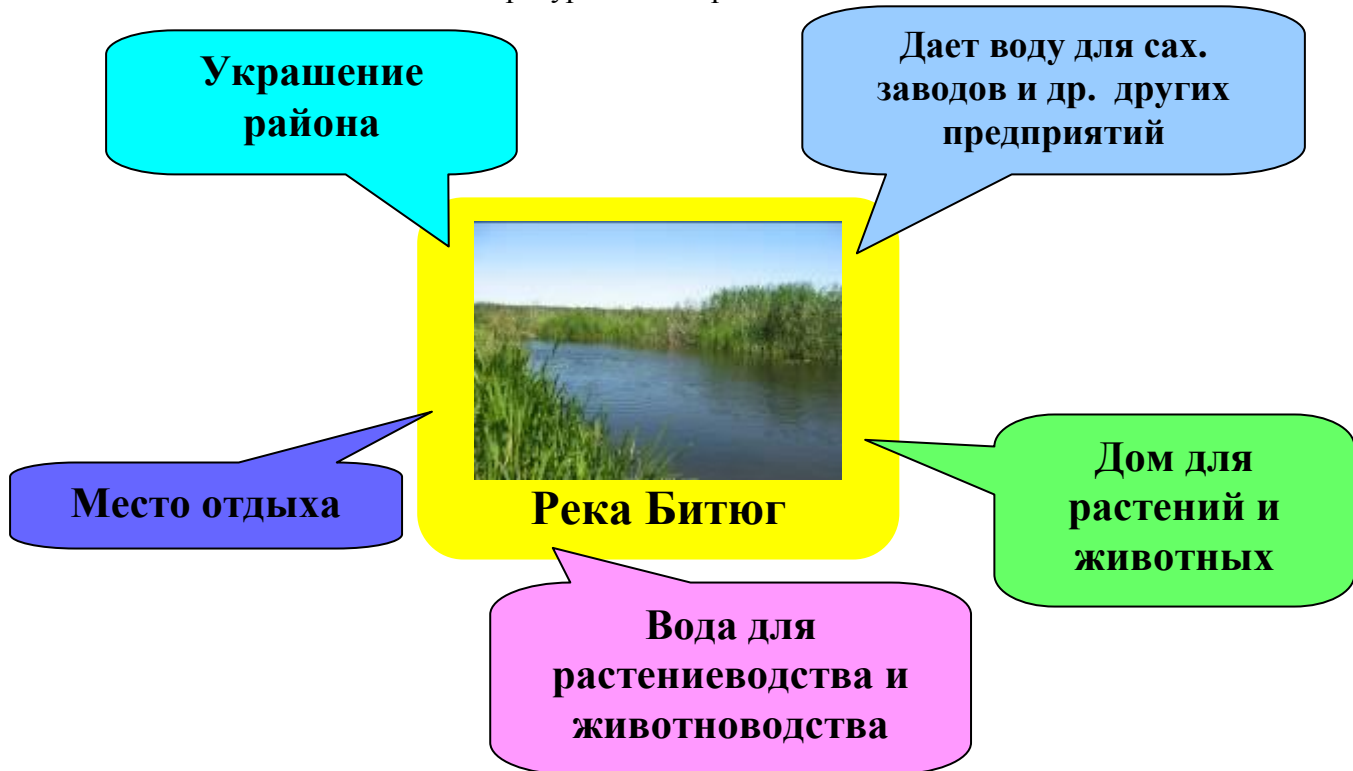 Украшение
района
Дает воду для сах.
заводов и др. других
предприятий
Место отдыха
Река Битюг
Дом для
растений и
животных
Вода для
растениеводства и
животноводства